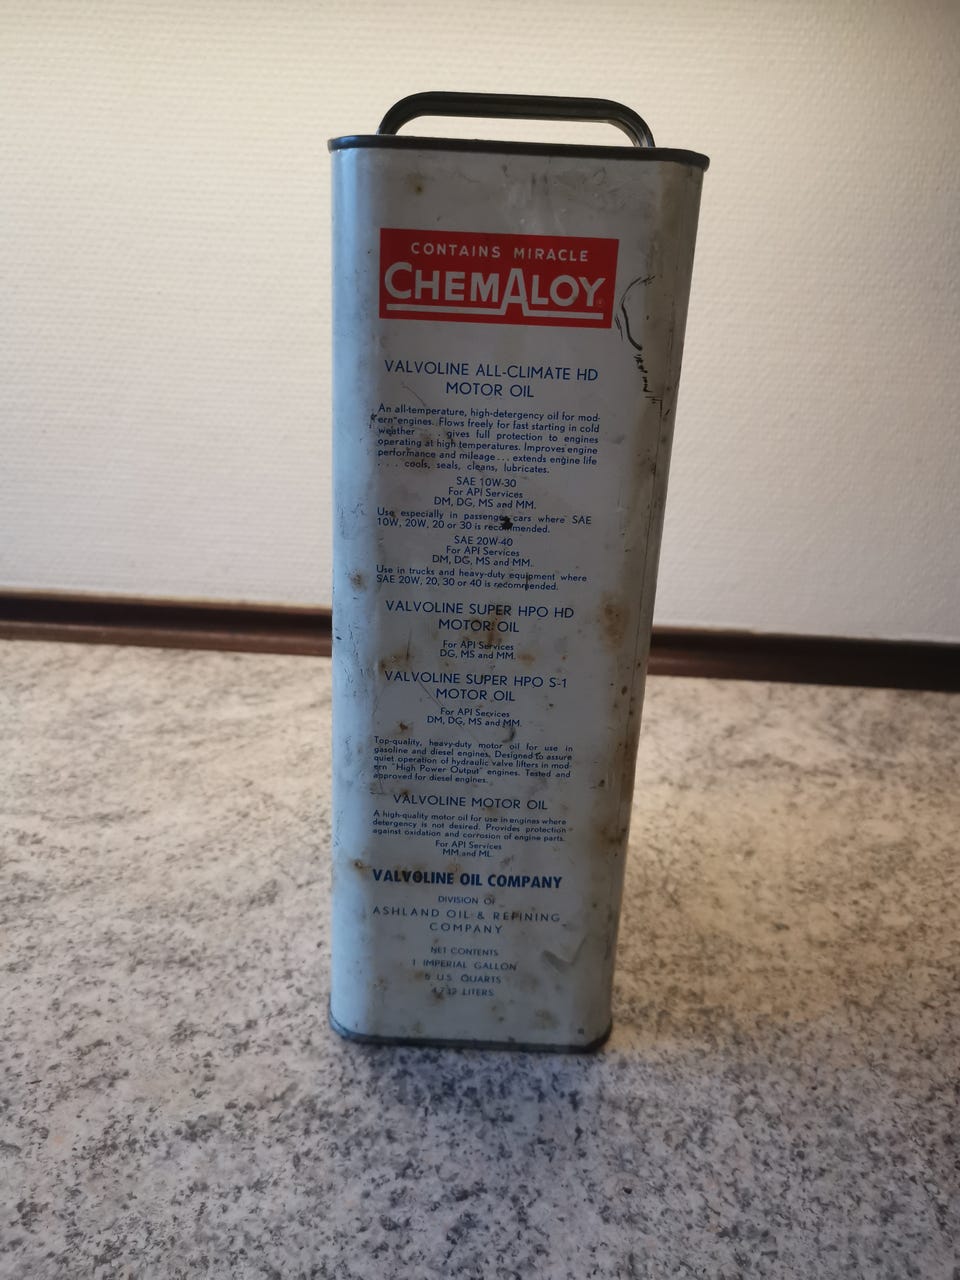 CONTAINS MIRACLE
CHEMALOY®
VALVOLINE ALL-CLIMATE HD
MOTOR OIL
An all-temperature, high-detergency oil for mod-
ern engines. Flows freely for fast starting in cold
weather . . . gives full protection to engines
operating at high temperatures. Improves engine
performance and mileage . . . extends engine life
. . . cools, seals, cleans, lubricates.
SAE 10W-30
For API Services
DM, DG, MS and MM.
Use especially in passenger cars where SAE
10W, 20W, 20 or 30 is recommended.
SAE 20W-40
For API Services
DM, DG, MS and MM.
Use in trucks and heavy-duty equipment where
SAE 20W, 20, 30 or 40 is recommended.
VALVOLINE SUPER HPO HD
MOTOR OIL
For API Services
DG, MS and MM.
VALVOLINE SUPER HPO S-1
MOTOR OIL
For API Services
DM, DG, MS and MM.
Top-quality, heavy-duty motor oil for use in
gasoline and diesel engines. Designed to assure
quiet operation of hydraulic valve lifters in mod-
ern "High Power Output" engines. Tested and
approved for diesel engines.
VALVOLINE MOTOR OIL
A high-quality motor oil for use in engines where
detergency is not desired. Provides protection
against oxidation and corrosion of engine parts.
For API Services
MM and ML.
VALVOLINE OIL COMPANY
DIVISION OF
ASHLAND OIL & REFINING
COMPANY
NET CONTENTS
1 IMPERIAL GALLON
5 U.S. QUARTS
4.732 LITERS